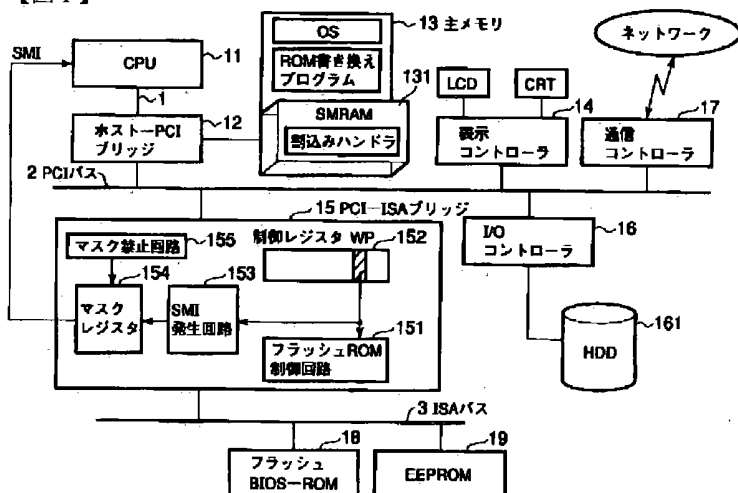 SMI
CPU
11
1
ホストーPCI
ブリッジ
12
OS
ROM書き換え
プログラム
13 主メモリ
131
SMRAM
割込みハンドラ
LCD
CRT
14
表示
コントローラ
ネットワーク
17
通信
コントローラ
2 PCIバス
15 PCI-ISAブリッジ
マスク禁止回路
155
制御レジスタ WP
152
154
マスク
レジスタ
153
SMI
発生回路
151
フラッシュROM
制御回路
I/O
コントローラ
16
HDD
161
3 ISAバス
18
フラッシュ
BIOS-ROM
19
EEPROM